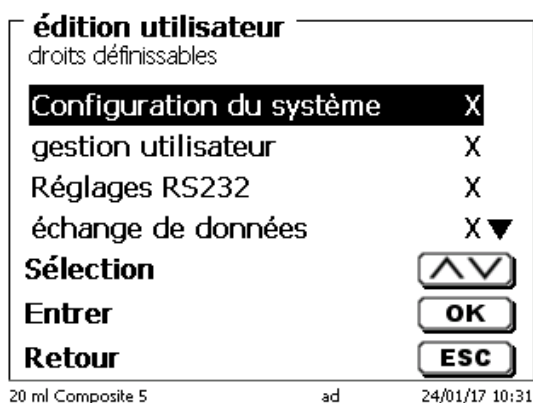 édition utilisateur
droits définissables
Configuration du système X
gestion utilisateur X
Réglages RS232 X
échange de données X
Sélection
Entrer OK
Retour ESC
20 ml Composite 5 ad 24/01/17 10:31